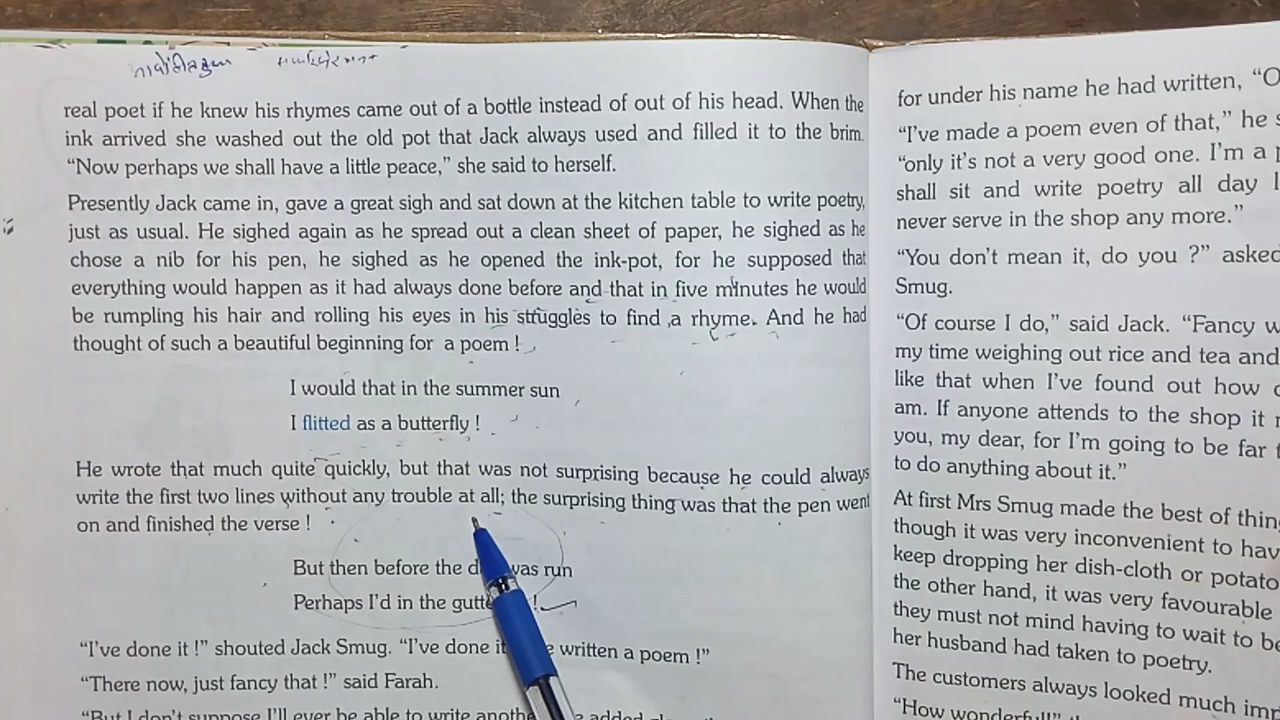 real poet if he knew his rhymes came out of a bottle instead of out of his head. When the
ink arrived she washed out the old pot that Jack always used and filled it to the brim.
“Now perhaps we shall have a little peace,” she said to herself.
Presently Jack came in, gave a great sigh and sat down at the kitchen table to write poetry,
just as usual. He sighed again as he spread out a clean sheet of paper, he sighed as he
chose a nib for his pen, he sighed as he opened the ink-pot, for he supposed that
everything would happen as it had always done before and that in five minutes he would
be rumpling his hair and rolling his eyes in his struggles to find a rhyme. And he had
thought of such a beautiful beginning for a poem !
I would that in the summer sun
I flitted as a butterfly !
He wrote that much quite quickly, but that was not surprising because he could always
write the first two lines without any trouble at all; the surprising thing was that the pen went
on and finished the verse !
But then before the was run
Perhaps I’d in the !
“I’ve done it !” shouted Jack Smug. “I’ve done it written a poem !”
“There now, just fancy that !” said Farah.
“But I don’t suppose I’ll ever be able to write added
for under his name he had written,
“I’ve made a poem even of that,” he
“only it’s not a very good one. I’m a
shall sit and write poetry all day
never serve in the shop any more.”
“You don’t mean it, do you ?” asked
Smug.
“Of course I do,” said Jack. “Fancy
my time weighing out rice and tea and
like that when I’ve found out how
am. If anyone attends to the shop it
you, my dear, for I’m going to be far
to do anything about it.”
At first Mrs Smug made the best of
though it was very inconvenient to
keep dropping her dish-cloth or
the other hand, it was very favourable
they must not mind having to wait to
her husband had taken to poetry.
The customers always looked much
“How wonderful!”